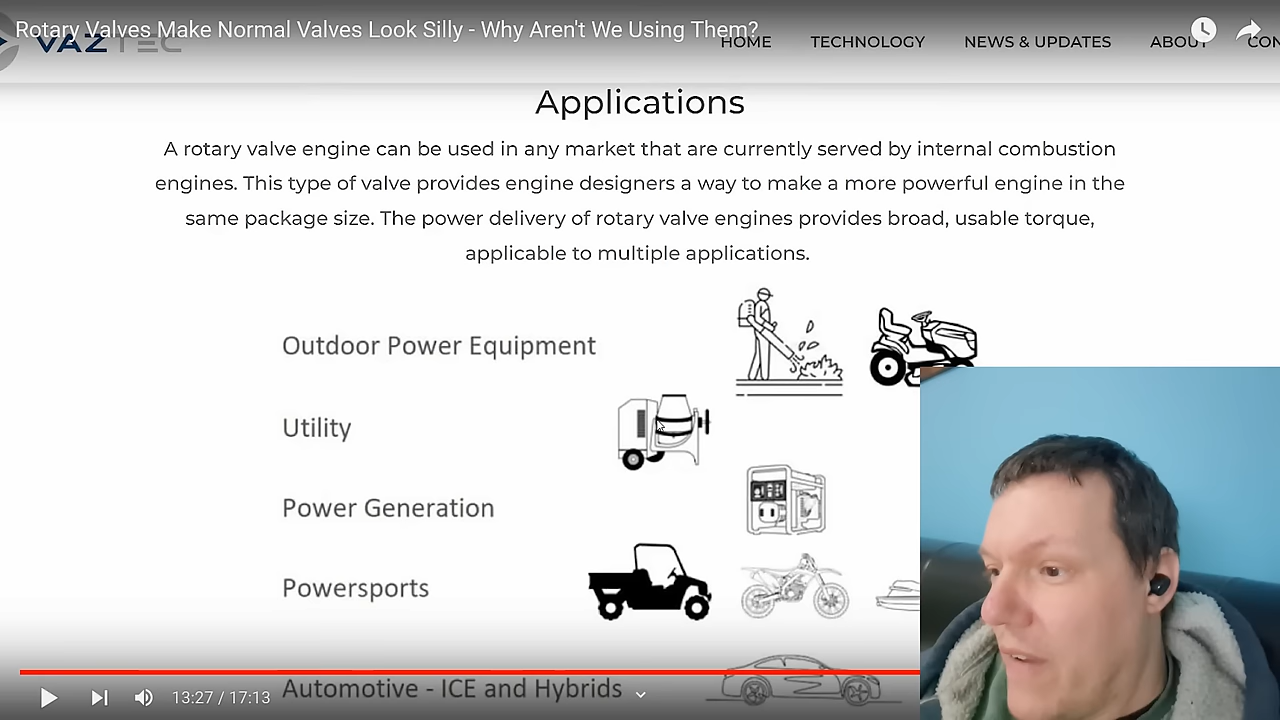 Rotary Valves Make Normal Valves Look Silly - Why Aren't We Using Them?
VAZTEC
HOME TECHNOLOGY NEWS & UPDATES ABOUT CON
Applications
A rotary valve engine can be used in any market that are currently served by internal combustion
engines. This type of valve provides engine designers a way to make a more powerful engine in the
same package size. The power delivery of rotary valve engines provides broad, usable torque,
applicable to multiple applications.
Outdoor Power Equipment
Utility
Power Generation
Powersports
Automotive - ICE and Hybrids
13:27 / 17:13